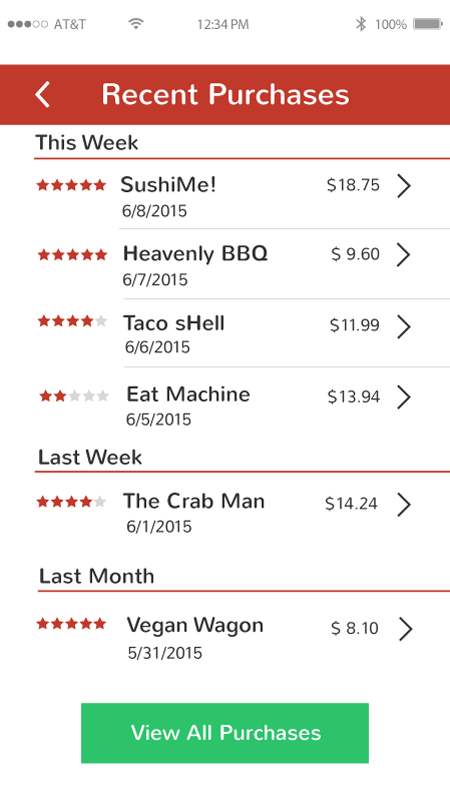 AT&T 12:34 PM 100%
Recent Purchases
This Week
SushiMe! $18.75
6/8/2015
Heavenly BBQ $ 9.60
6/7/2015
Taco sHell $11.99
6/6/2015
Eat Machine $13.94
6/5/2015
Last Week
The Crab Man $14.24
6/1/2015
Last Month
Vegan Wagon $ 8.10
5/31/2015
View All Purchases